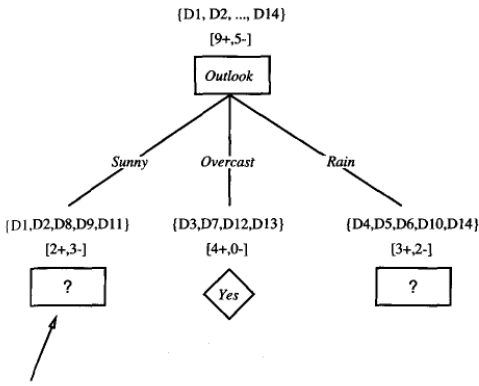 {D1, D2, ..., D14}
[9+,5-]
Outlook
Sunny Overcast Rain
{D1,D2,D8,D9,D11} {D3,D7,D12,D13} {D4,D5,D6,D10,D14}
[2+,3-] [4+,0-] [3+,2-]
? Yes ?